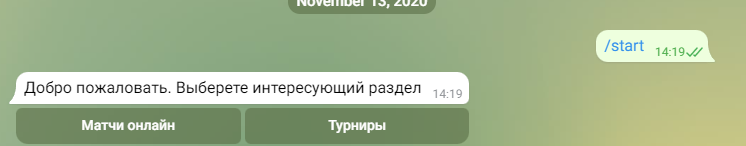 November 13, 2020
/start 14:19
Добро пожаловать. Выберете интересующий раздел 14:19
Матчи онлайн
Турниры